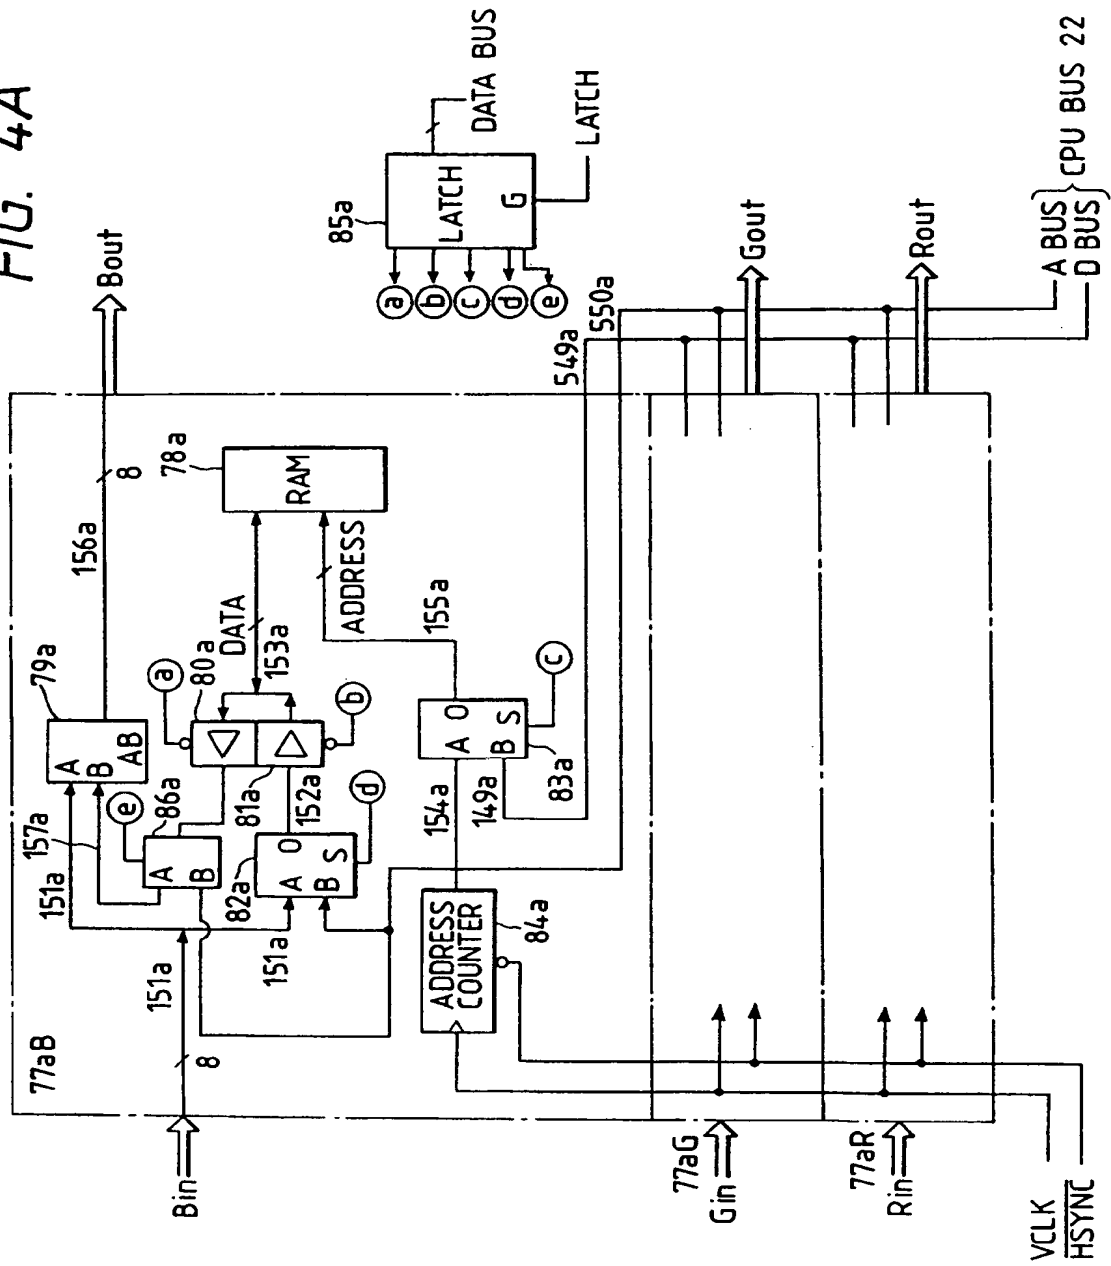 FIG. 4A
77aB
Bin
151a
8
151a
157a
e
86a
A
B
79a
A
B
AB
156a
8
Bout
a
80a
DATA
153a
81a
152a
b
d
82a
A O
B S
151a
78a
RAM
ADDRESS
155a
154a
149a
A O
B S
83a
c
ADDRESS
COUNTER
84a
85a
LATCH
G
DATA BUS
LATCH
a
b
c
d
e
549a
550a
77aG
Gin
Gout
77aR
Rin
Rout
VCLK
HSYNC
A BUS
D BUS
CPU BUS 22